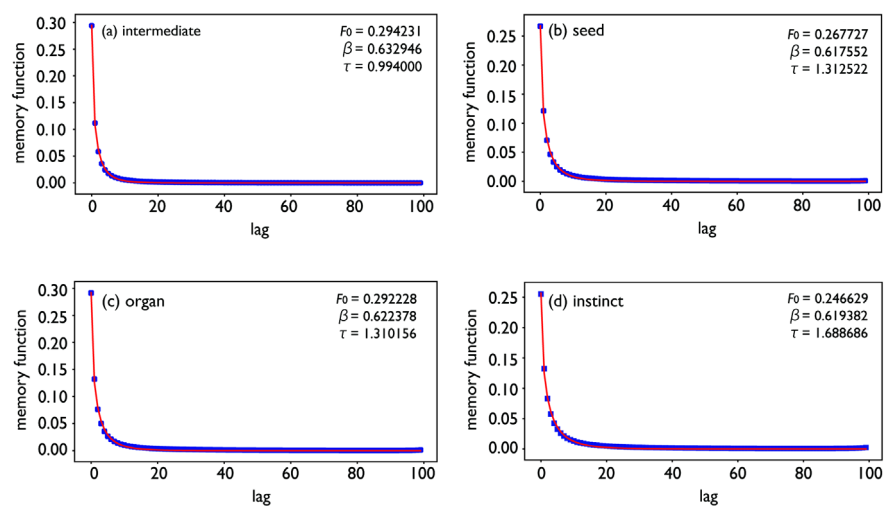 (a) intermediate
F0 = 0.294231
β = 0.632946
τ = 0.994000
memory function
0.30
0.25
0.20
0.15
0.10
0.05
0.00
0 20 40 60 80 100
lag
(b) seed
F0 = 0.267727
β = 0.617552
τ = 1.312522
memory function
0.25
0.20
0.15
0.10
0.05
0.00
0 20 40 60 80 100
lag
(c) organ
F0 = 0.292228
β = 0.622378
τ = 1.310156
memory function
0.30
0.25
0.20
0.15
0.10
0.05
0.00
0 20 40 60 80 100
lag
(d) instinct
F0 = 0.246629
β = 0.619382
τ = 1.688686
memory function
0.25
0.20
0.15
0.10
0.05
0.00
0 20 40 60 80 100
lag